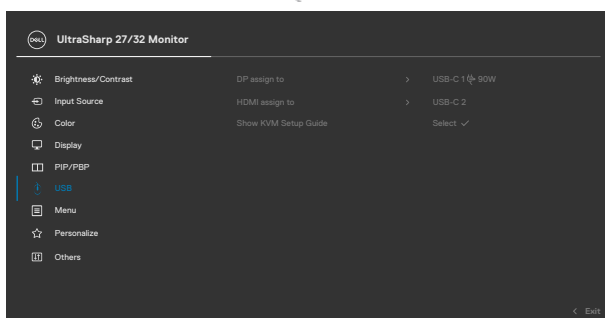 DELL UltraSharp 27/32 Monitor
Brightness/Contrast DP assign to > USB-C 1 90W
Input Source HDMI assign to > USB-C 2
Color Show KVM Setup Guide Select ✓
Display
PIP/PBP
USB
Menu
Personalize
Others
< Exit